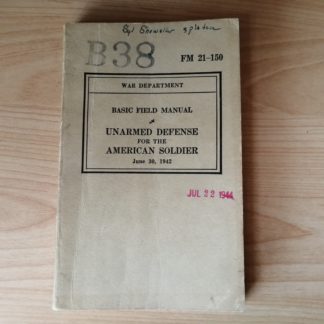 B38
FM 21-150
WAR DEPARTMENT
BASIC FIELD MANUAL
UNARMED DEFENSE
FOR THE
AMERICAN SOLDIER
June 30, 1942
JUL 22 1944